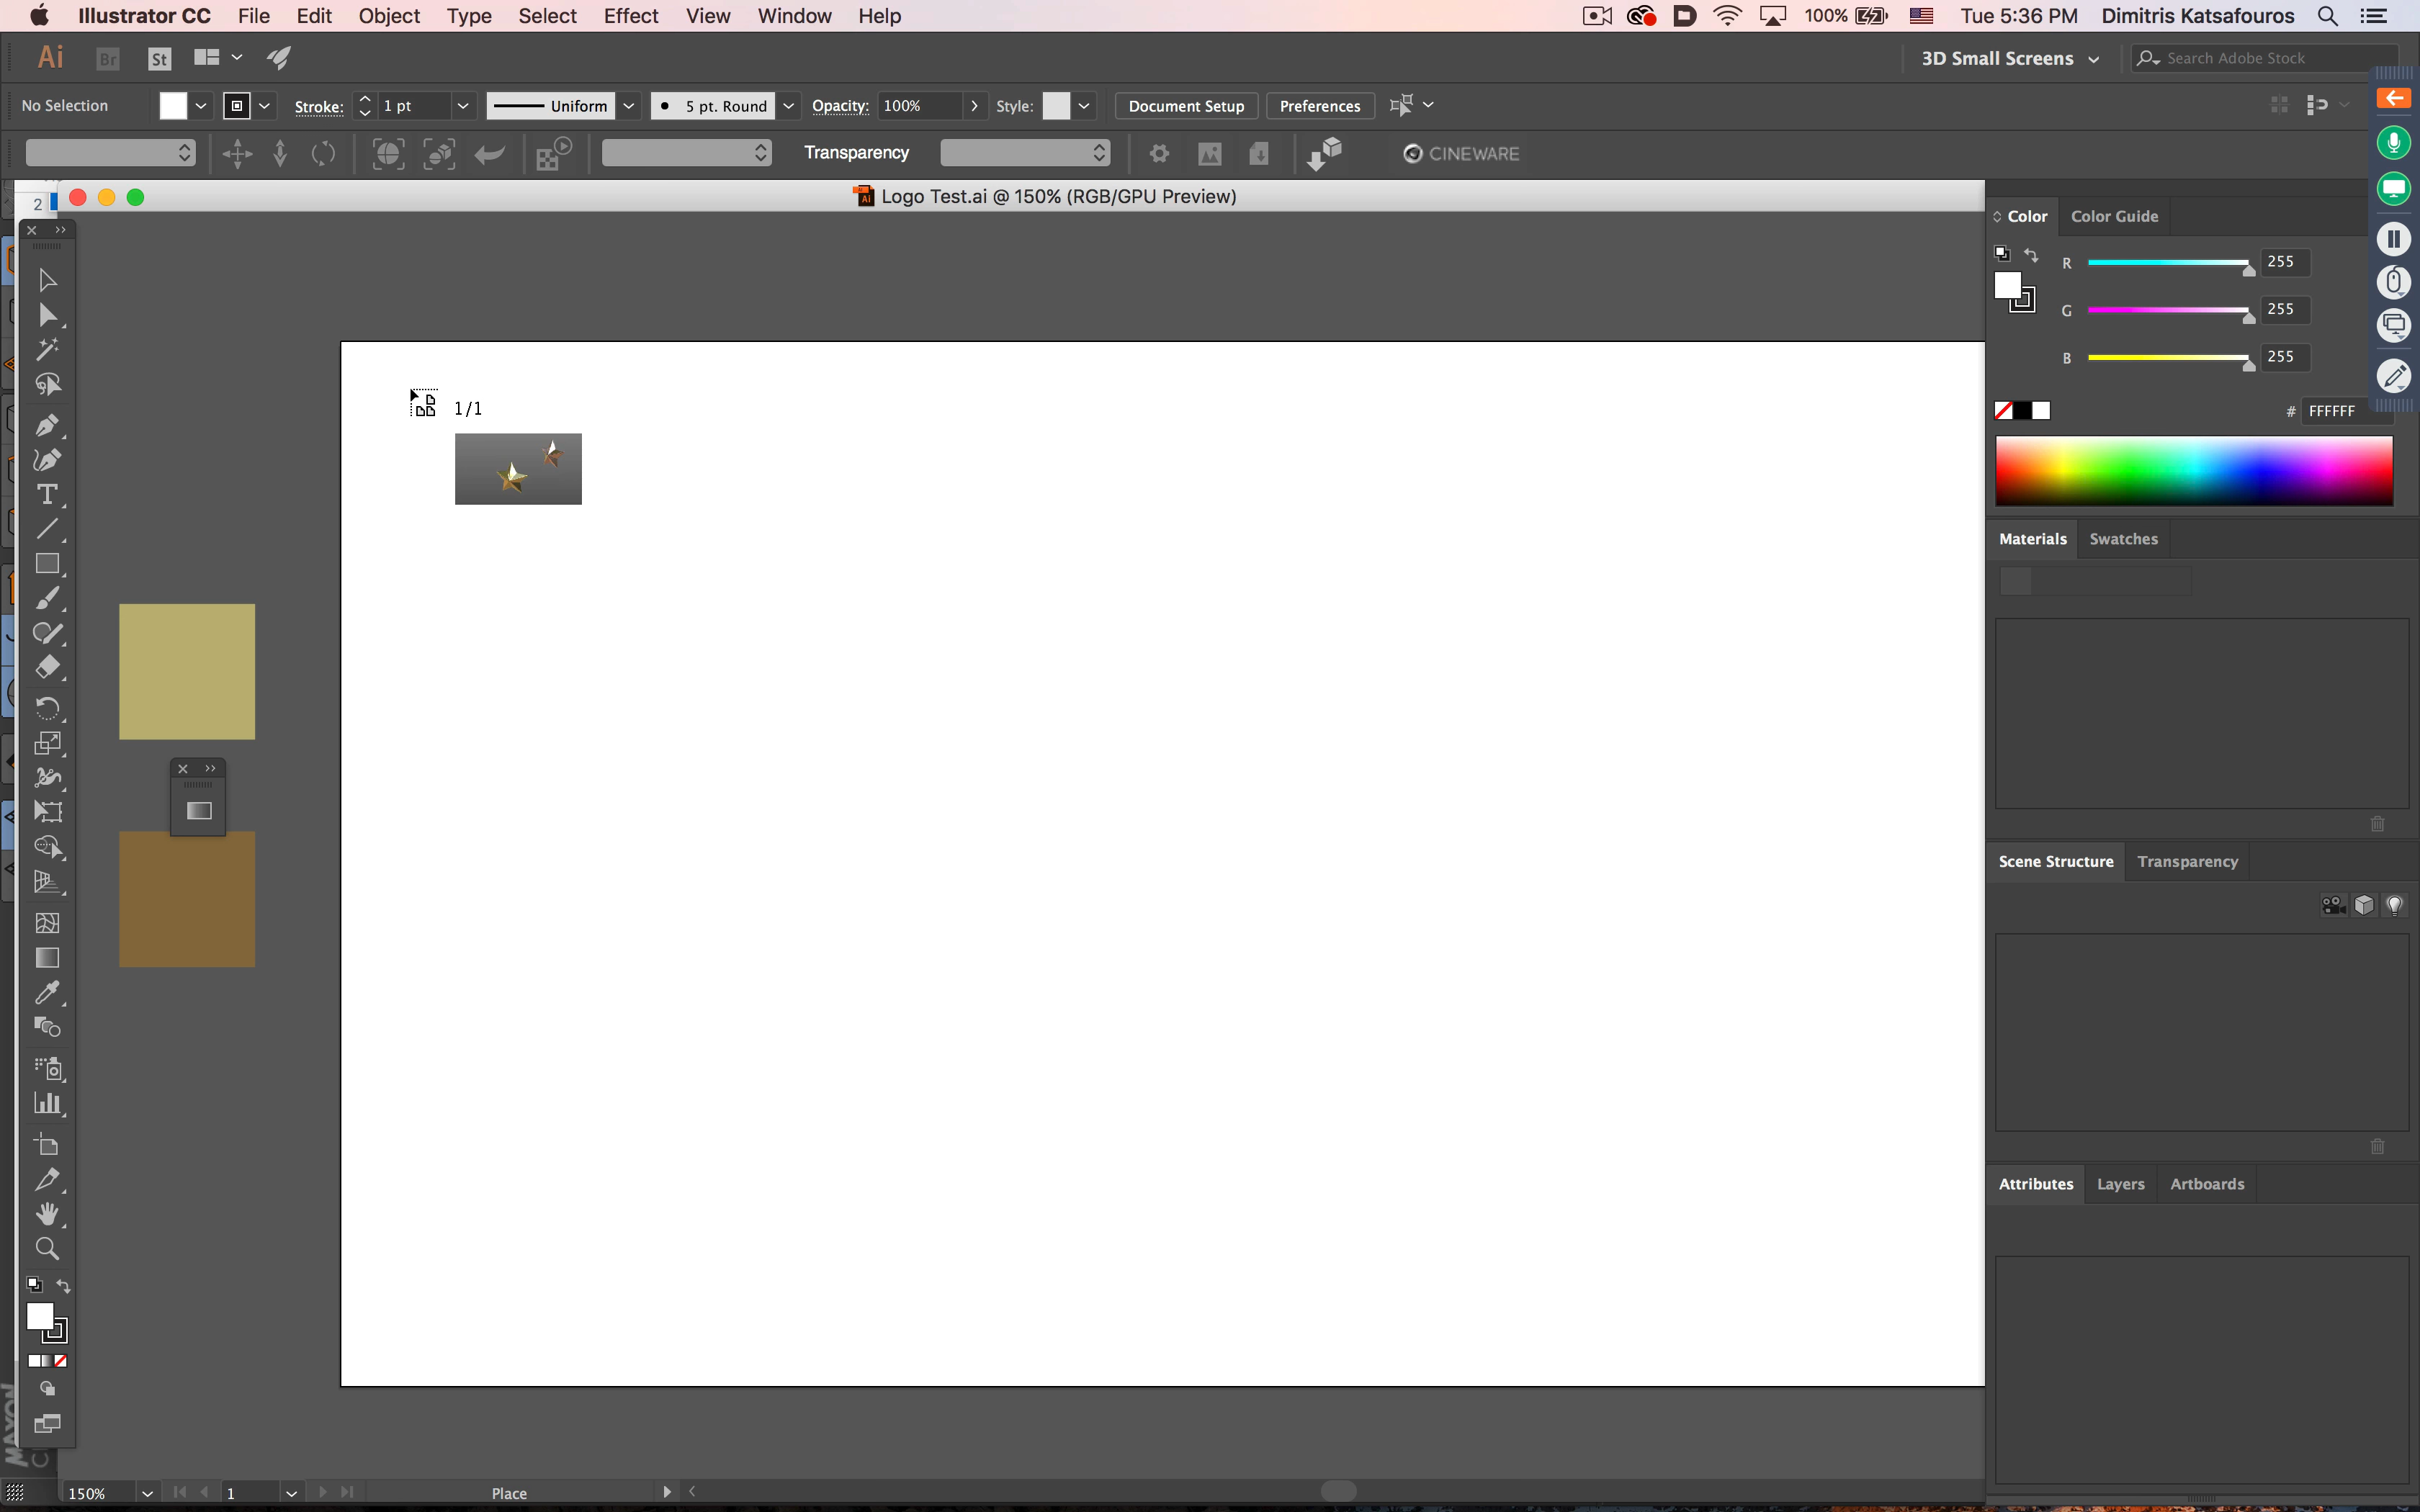 Illustrator CC File Edit Object Type Select Effect View Window Help 100% Tue 5:36 PM Dimitris Katsafouros
Ai Br St 3D Small Screens Search Adobe Stock
No Selection Stroke: 1 pt Uniform 5 pt. Round Opacity: 100% Style: Document Setup Preferences
Transparency CINEWARE
2 Logo Test.ai @ 150% (RGB/GPU Preview)
Color Color Guide
R 255
G 255
B 255
# FFFFFF
1/1
Materials Swatches
Scene Structure Transparency
Attributes Layers Artboards
MAXON
150% 1 Place